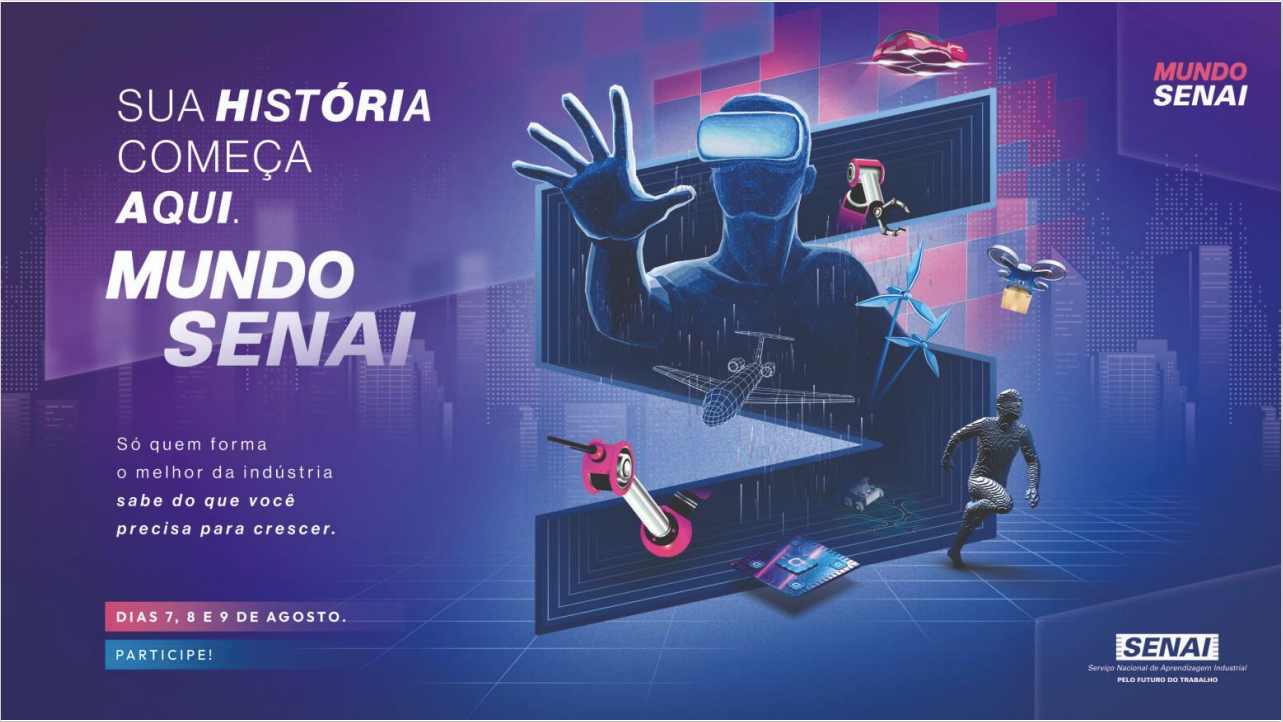 SUA HISTÓRIA
COMEÇA
AQUI.
MUNDO
SENAI
Só quem forma
o melhor da indústria
sabe do que você
precisa para crescer.
DIAS 7, 8 E 9 DE AGOSTO.
PARTICIPE!
MUNDO
SENAI
SENAI
Serviço Nacional de Aprendizagem Industrial
PELO FUTURO DO TRABALHO